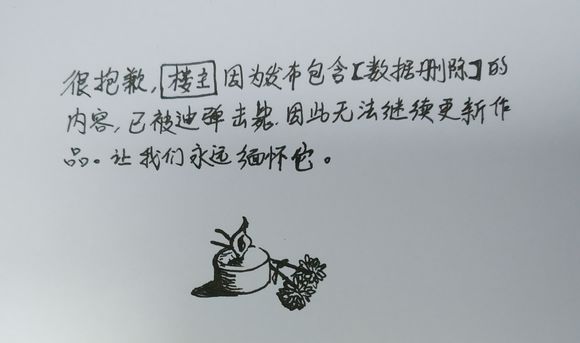 很抱歉，楼主因为发布包含【数据删除】的
内容，已被迪弹击毙.因此无法继续更新作
品。让我们永远缅怀它。